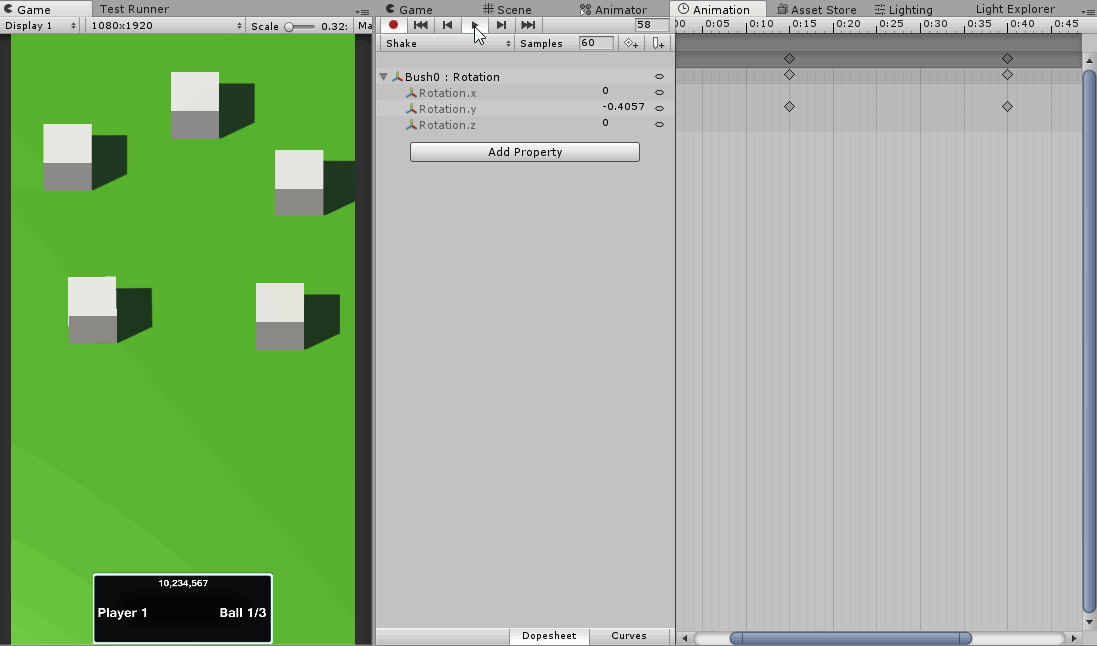 Game
Test Runner
Game
Scene
Animator
Animation
Asset Store
Lighting
Light Explorer
Display 1
1080x1920
Scale
0.32:
Ma
58
0:05
0:10
0:15
0:20
0:25
0:30
0:35
0:40
0:45
Shake
Samples
60
Bush0 : Rotation
Rotation.x
0
Rotation.y
-0.4057
Rotation.z
0
Add Property
10,234,567
Player 1
Ball 1/3
Dopesheet
Curves